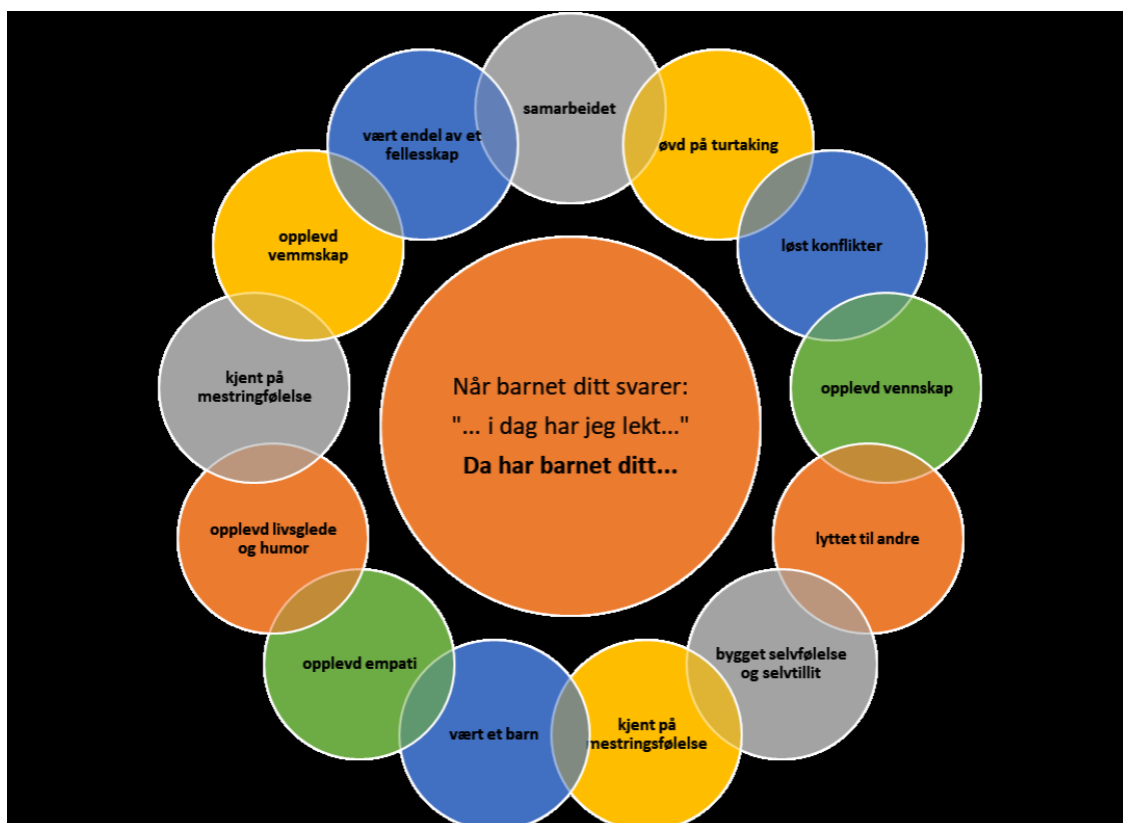 samarbeidet
øvd på turtaking
løst konflikter
opplevd vennskap
lyttet til andre
bygget selvfølelse
og selvtillit
kjent på
mestringsfølelse
vært et barn
opplevd empati
opplevd livsglede
og humor
kjent på
mestringfølelse
opplevd
vemmskap
vært endel av et
fellesskap
Når barnet ditt svarer:
"... i dag har jeg lekt..."
Da har barnet ditt...